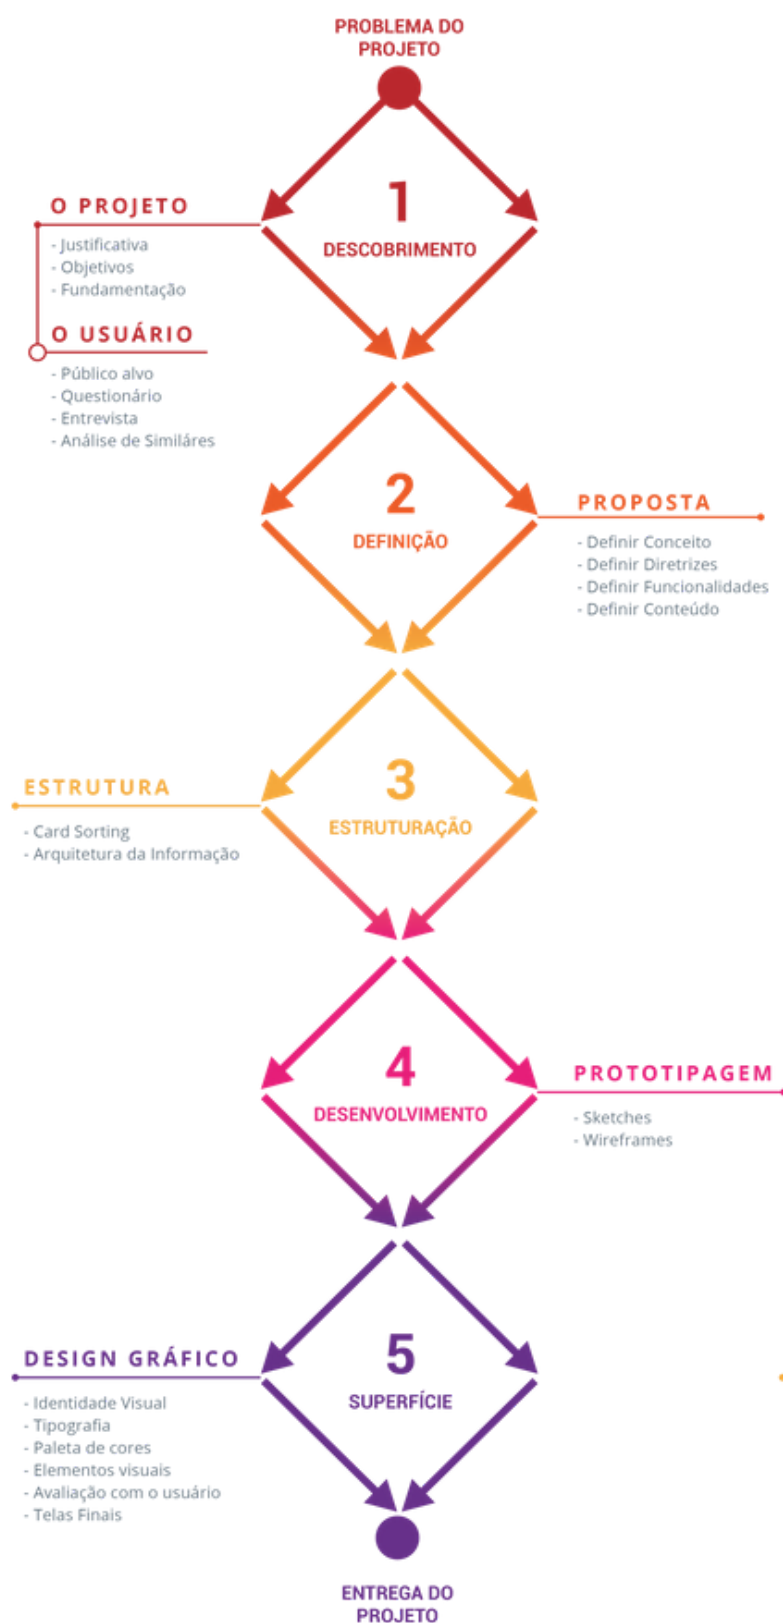 PROBLEMA DO
PROJETO
1
DESCOBRIMENTO
O PROJETO
- Justificativa
- Objetivos
- Fundamentação
O USUÁRIO
- Público alvo
- Questionário
- Entrevista
- Análise de Similáres
2
DEFINIÇÃO
PROPOSTA
- Definir Conceito
- Definir Diretrizes
- Definir Funcionalidades
- Definir Conteúdo
3
ESTRUTURAÇÃO
ESTRUTURA
- Card Sorting
- Arquitetura da Informação
4
DESENVOLVIMENTO
PROTOTIPAGEM
- Sketches
- Wireframes
5
SUPERFÍCIE
DESIGN GRÁFICO
- Identidade Visual
- Tipografia
- Paleta de cores
- Elementos visuais
- Avaliação com o usuário
- Telas Finais
ENTREGA DO
PROJETO